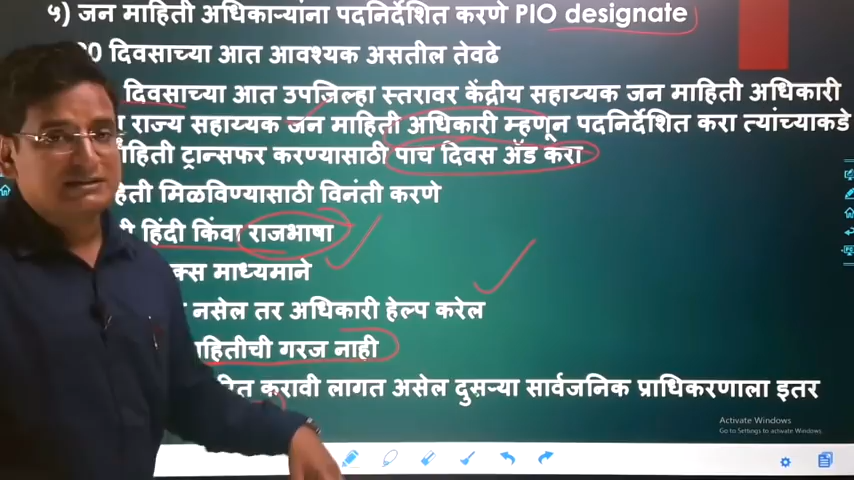 ५) जन माहिती अधिकाऱ्यांना पदनिर्देशित करणे PIO designate
दिवसाच्या आत आवश्यक असतील तेवढे
दिवसाच्या आत उपजिल्हा स्तरावर केंद्रीय सहाय्यक जन माहिती अधिकारी
राज्य सहाय्यक जन माहिती अधिकारी म्हणून पदनिर्देशित करा त्यांच्याकडे
ट्रान्सफर करण्यासाठी पाच दिवस ॲड करा
मिळविण्यासाठी विनंती करणे
हिंदी किंवा राजभाषा
माध्यमाने
नसेल तर अधिकारी हेल्प करेल
गरज नाही
करावी लागत असेल दुसऱ्या सार्वजनिक प्राधिकरणाला इतर
Activate Windows
Go to Settings to activate Windows.